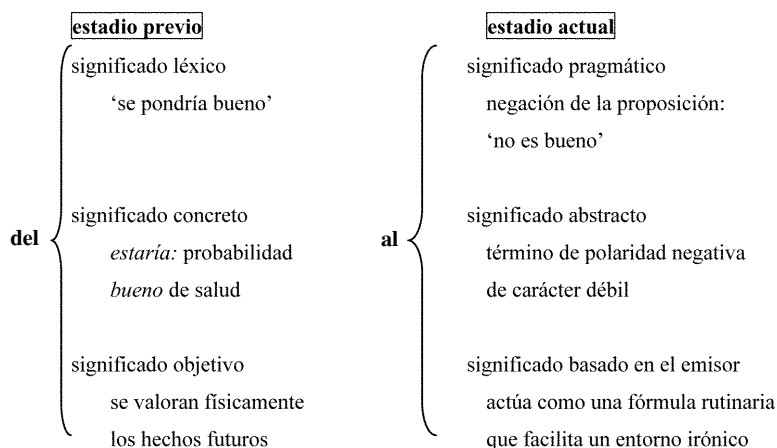 estadio previo
significado léxico
‘se pondría bueno’
significado concreto
estaría: probabilidad
bueno de salud
significado objetivo
se valoran físicamente
los hechos futuros
del
estadio actual
significado pragmático
negación de la proposición:
‘no es bueno’
significado abstracto
término de polaridad negativa
de carácter débil
significado basado en el emisor
actúa como una fórmula rutinaria
que facilita un entorno irónico
al